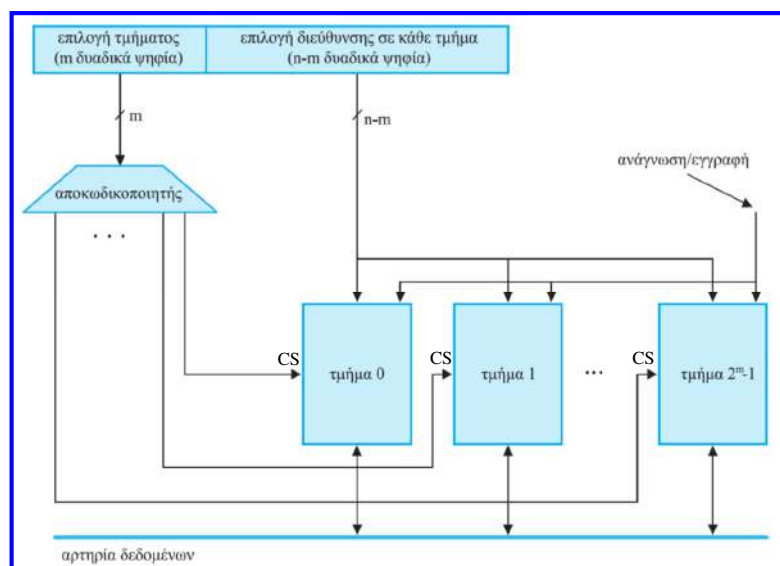 επιλογή τμήματος
(m δυαδικά ψηφία)
επιλογή διεύθυνσης σε κάθε τμήμα
(n-m δυαδικά ψηφία)
m
n-m
ανάγνωση/εγγραφή
αποκωδικοποιητής
. . .
CS
τμήμα 0
CS
τμήμα 1
...
CS
τμήμα 2ᵐ-1
αρτηρία δεδομένων